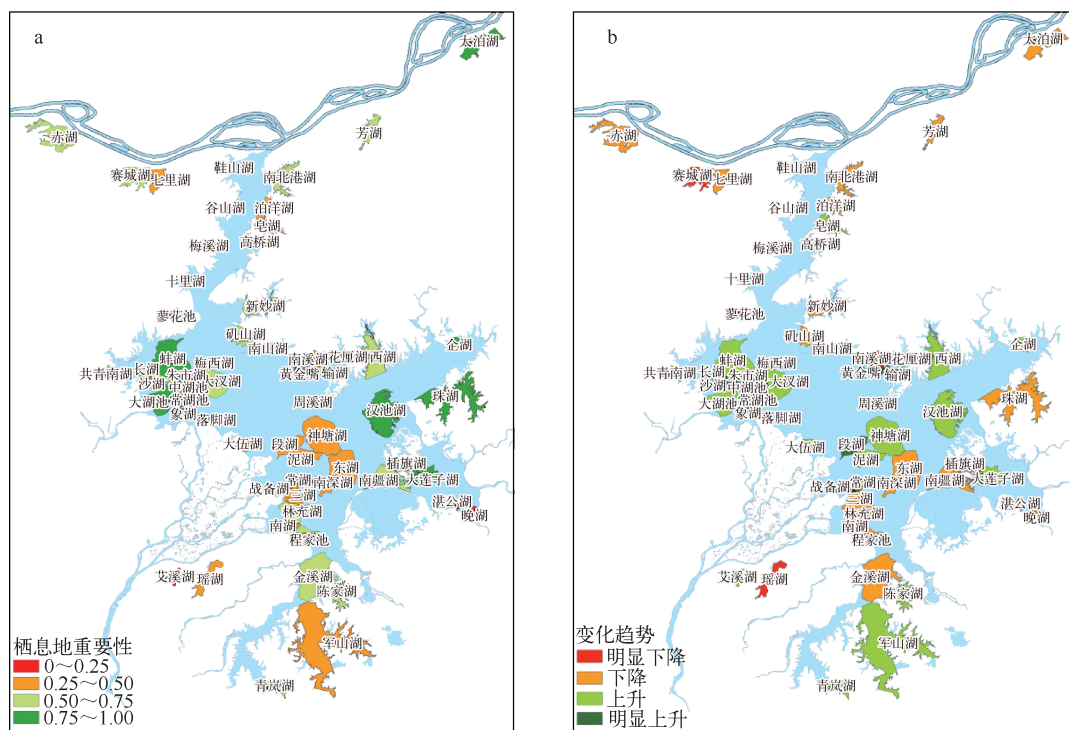 a
太泊湖
赤湖
芳湖
赛城湖
七里湖
鞋山湖
南北港湖
谷山湖
泊洋湖
皂湖
梅溪湖
高桥湖
十里湖
蓼花池
新妙湖
矶山湖
南山湖
蚌湖
梅西湖
共青南湖
长湖
朱市湖
沙湖
中湖池
大汊湖
大湖池
常湖池
象湖
落脚湖
南溪湖
花厘湖
西湖
黄金嘴
输湖
企湖
周溪湖
汉池湖
珠湖
大伍湖
段湖
神塘湖
泥湖
东湖
插旗湖
战备湖
常湖
南深湖
南疆湖
大莲子湖
三湖
林充湖
湛公湖
晚湖
南湖
程家池
艾溪湖
瑶湖
金溪湖
陈家湖
军山湖
青岚湖
栖息地重要性
0～0.25
0.25～0.50
0.50～0.75
0.75～1.00
b
太泊湖
赤湖
芳湖
赛城湖
七里湖
鞋山湖
南北港湖
谷山湖
泊洋湖
皂湖
梅溪湖
高桥湖
十里湖
蓼花池
新妙湖
矶山湖
南山湖
蚌湖
梅西湖
共青南湖
长湖
朱市湖
沙湖
中湖池
大汊湖
大湖池
常湖池
象湖
落脚湖
南溪湖
花厘湖
西湖
黄金嘴
输湖
企湖
周溪湖
汉池湖
珠湖
大伍湖
段湖
神塘湖
泥湖
东湖
插旗湖
战备湖
常湖
南深湖
南疆湖
大莲子湖
三湖
林充湖
湛公湖
晚湖
南湖
程家池
艾溪湖
瑶湖
金溪湖
陈家湖
军山湖
青岚湖
变化趋势
明显下降
下降
上升
明显上升